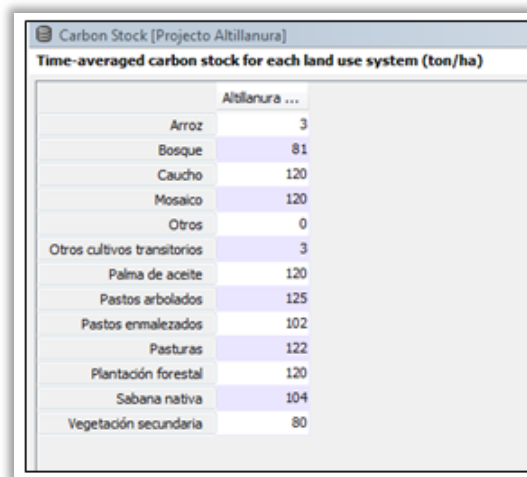 Carbon Stock [Projecto Altillanura]
Time-averaged carbon stock for each land use system (ton/ha)
Altillanura ...
Arroz 3
Bosque 81
Caucho 120
Mosaico 120
Otros 0
Otros cultivos transitorios 3
Palma de aceite 120
Pastos arbolados 125
Pastos enmalezados 102
Pasturas 122
Plantación forestal 120
Sabana nativa 104
Vegetación secundaria 80